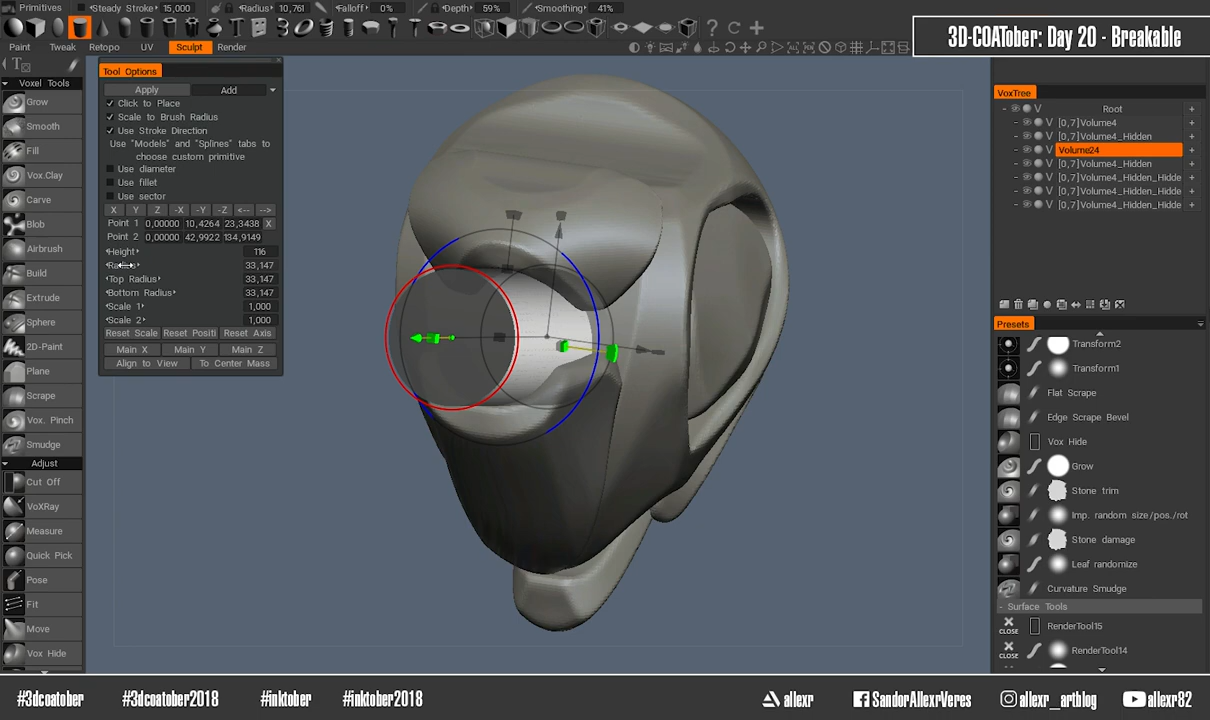 Primitives Steady Stroke 15,000 Radius 10,761 Falloff 0% Depth 59% Smoothing 41%
Paint Tweak Retopo UV Sculpt Render
3D-COATober: Day 20 - Breakable
Voxel Tools
Grow
Smooth
Fill
Vox.Clay
Carve
Blob
Airbrush
Build
Extrude
Sphere
2D-Paint
Plane
Scrape
Vox. Pinch
Smudge
Adjust
Cut Off
VoXRay
Measure
Quick Pick
Pose
Fit
Move
Vox Hide
Tool Options
Apply Add
Click to Place
Scale to Brush Radius
Use Stroke Direction
Use "Models" and "Splines" tabs to
choose custom primitive
Use diameter
Use fillet
Use sector
X Y Z -X -Y -Z <-- -->
Point 1 0,00000 10,4264 23,3438 X
Point 2 0,00000 42,9922 134,9149
Height 116
33,147
Top Radius 33,147
Bottom Radius 33,147
Scale 1 1,000
Scale 2 1,000
Reset Scale Reset Positi Reset Axis
Main X Main Y Main Z
Align to View To Center Mass
VoxTree
V Root +
V [0,7]Volume4 +
V [0,7]Volume4_Hidden +
V Volume24 +
V [0,7]Volume4_Hidden +
V [0,7]Volume4_Hidden_Hidde +
V [0,7]Volume4_Hidden_Hidde +
V [0,7]Volume4_Hidden_Hidde +
Presets
Transform2
Transform1
Flat Scrape
Edge Scrape Bevel
Vox Hide
Grow
Stone trim
Imp. random size/pos./rot
Stone damage
Leaf randomize
Curvature Smudge
- Surface Tools
CLOSE RenderTool15
CLOSE RenderTool14
#3dcoatober #3dcoatober2018 #inktober #inktober2018 allexr SandorAllexrVeres allexr_artblog allexr82